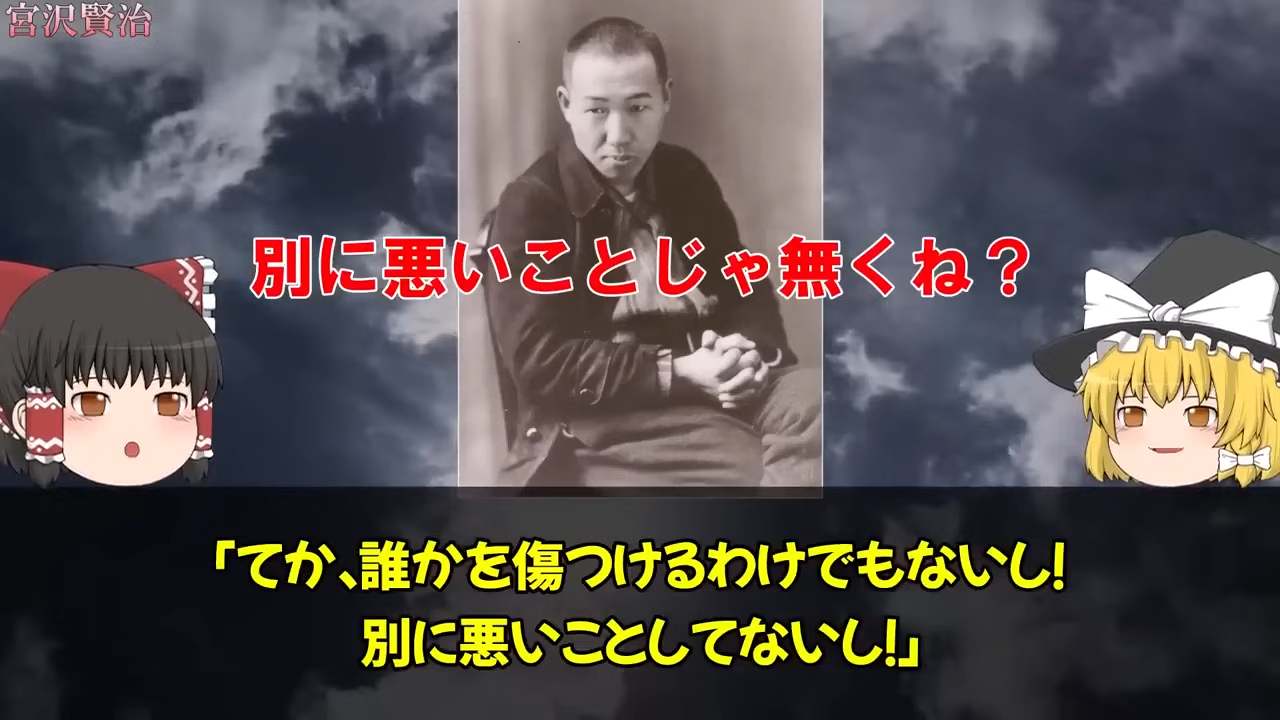 宮沢賢治
別に悪いことじゃ無くね？
「てか、誰かを傷つけるわけでもないし!
別に悪いことしてないし!」